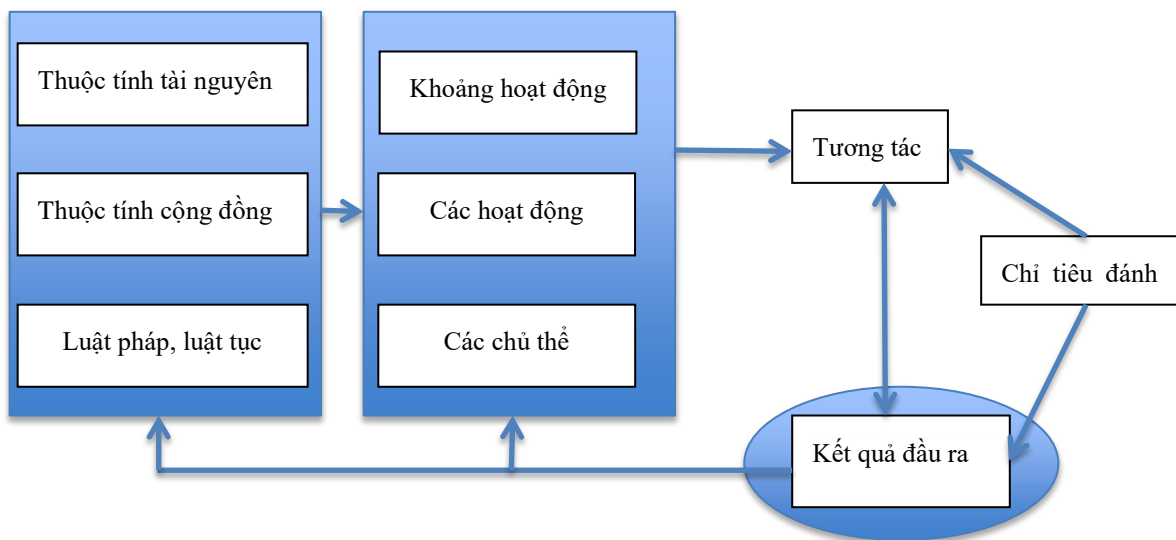 Thuộc tính tài nguyên
Thuộc tính cộng đồng
Luật pháp, luật tục
Khoảng hoạt động
Các hoạt động
Các chủ thể
Tương tác
Chỉ tiêu đánh
Kết quả đầu ra